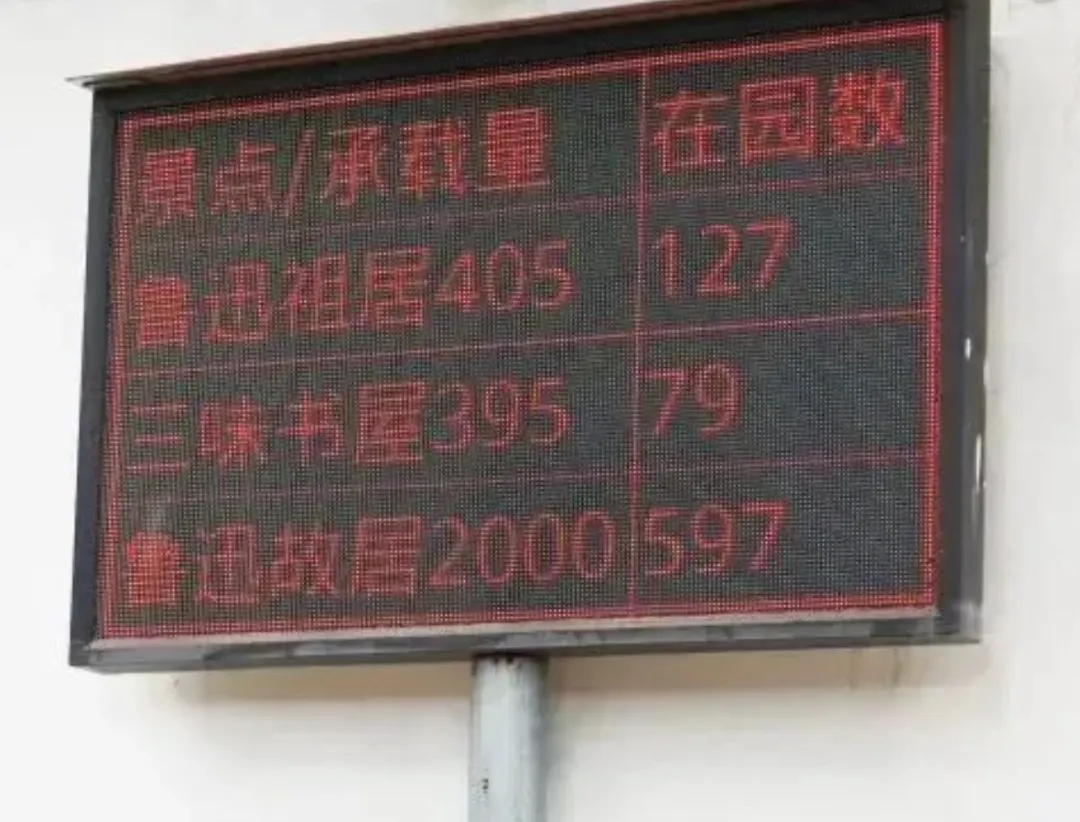 景点/承载量 在园数
鲁迅祖居405 127
三味书屋395 79
鲁迅故居2000 597